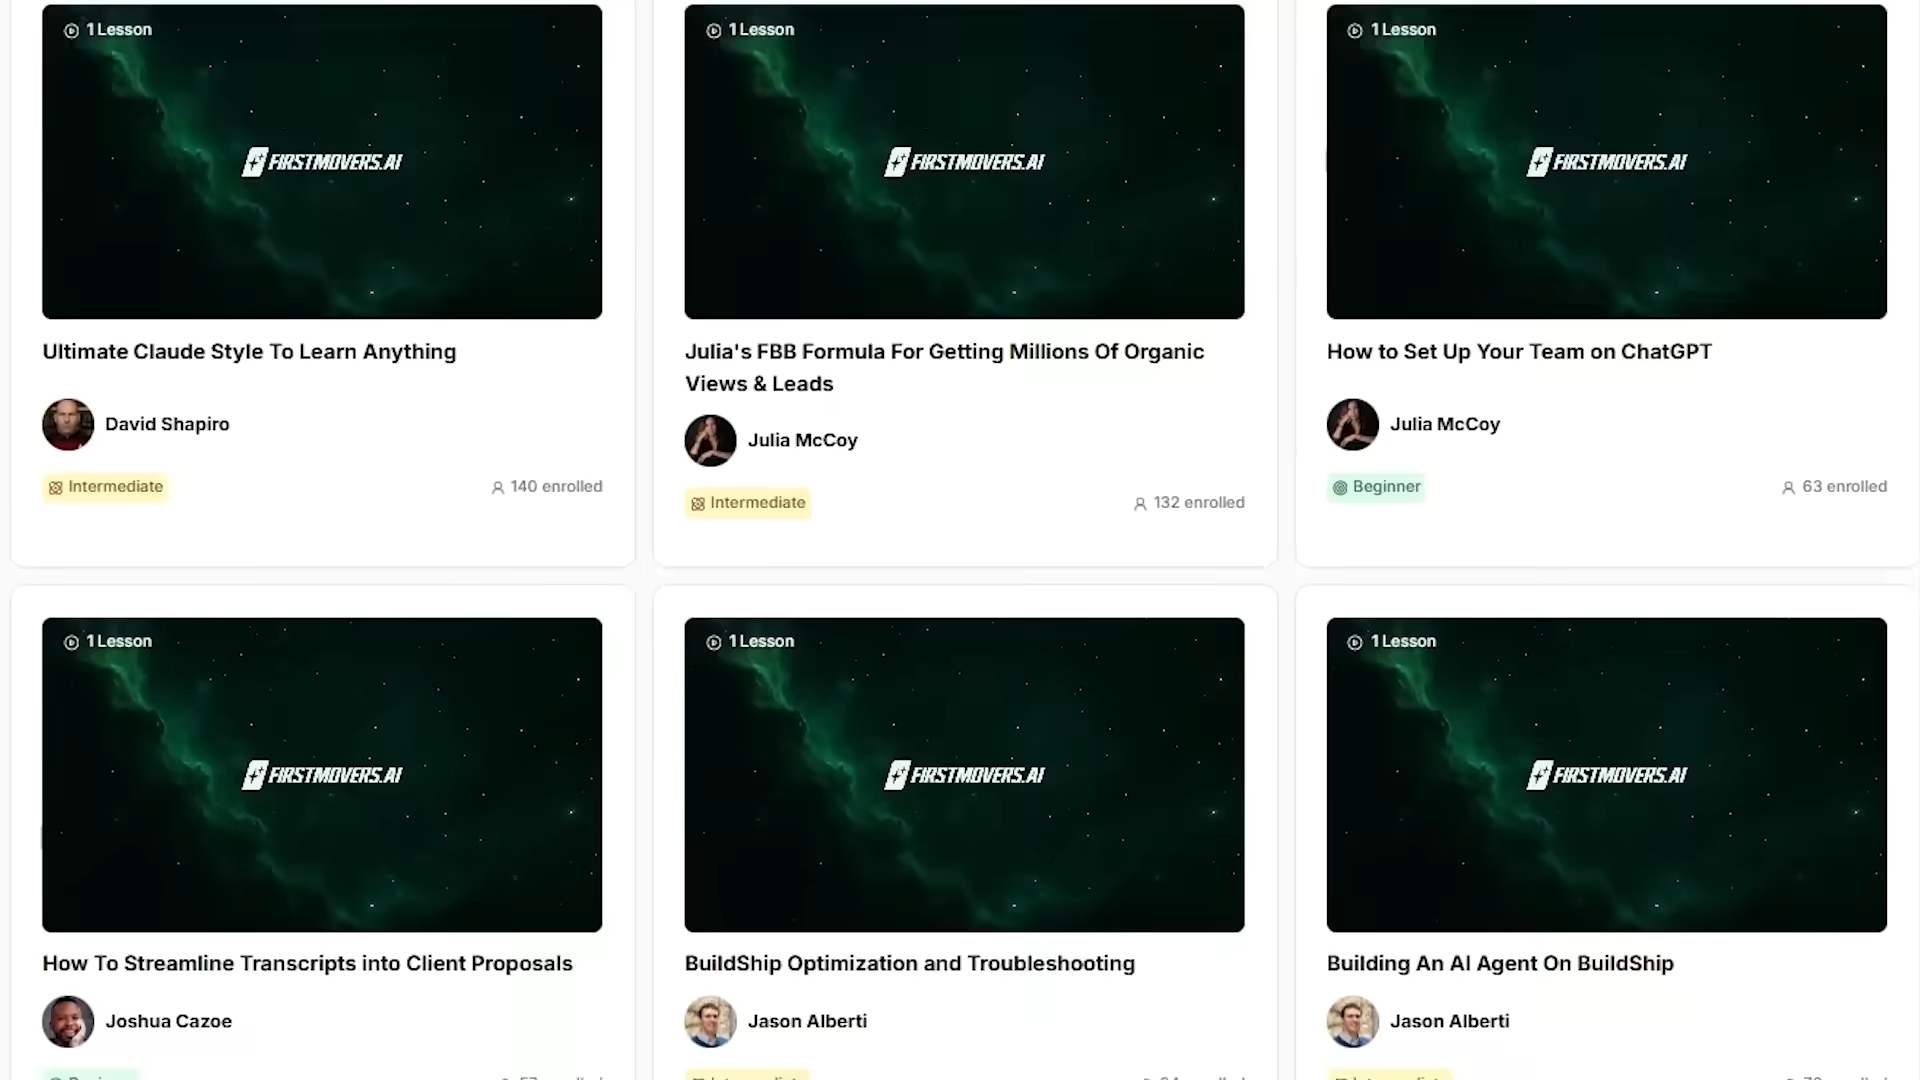 1 Lesson
1 Lesson
1 Lesson
FIRSTMOVERS.AI
FIRSTMOVERS.AI
FIRSTMOVERS.AI
Ultimate Claude Style To Learn Anything
David Shapiro
Intermediate
140 enrolled
Julia's FBB Formula For Getting Millions Of Organic
Views & Leads
Julia McCoy
Intermediate
132 enrolled
How to Set Up Your Team on ChatGPT
Julia McCoy
Beginner
63 enrolled
1 Lesson
1 Lesson
1 Lesson
FIRSTMOVERS.AI
FIRSTMOVERS.AI
FIRSTMOVERS.AI
How To Streamline Transcripts into Client Proposals
Joshua Cazoe
BuildShip Optimization and Troubleshooting
Jason Alberti
Building An AI Agent On BuildShip
Jason Alberti